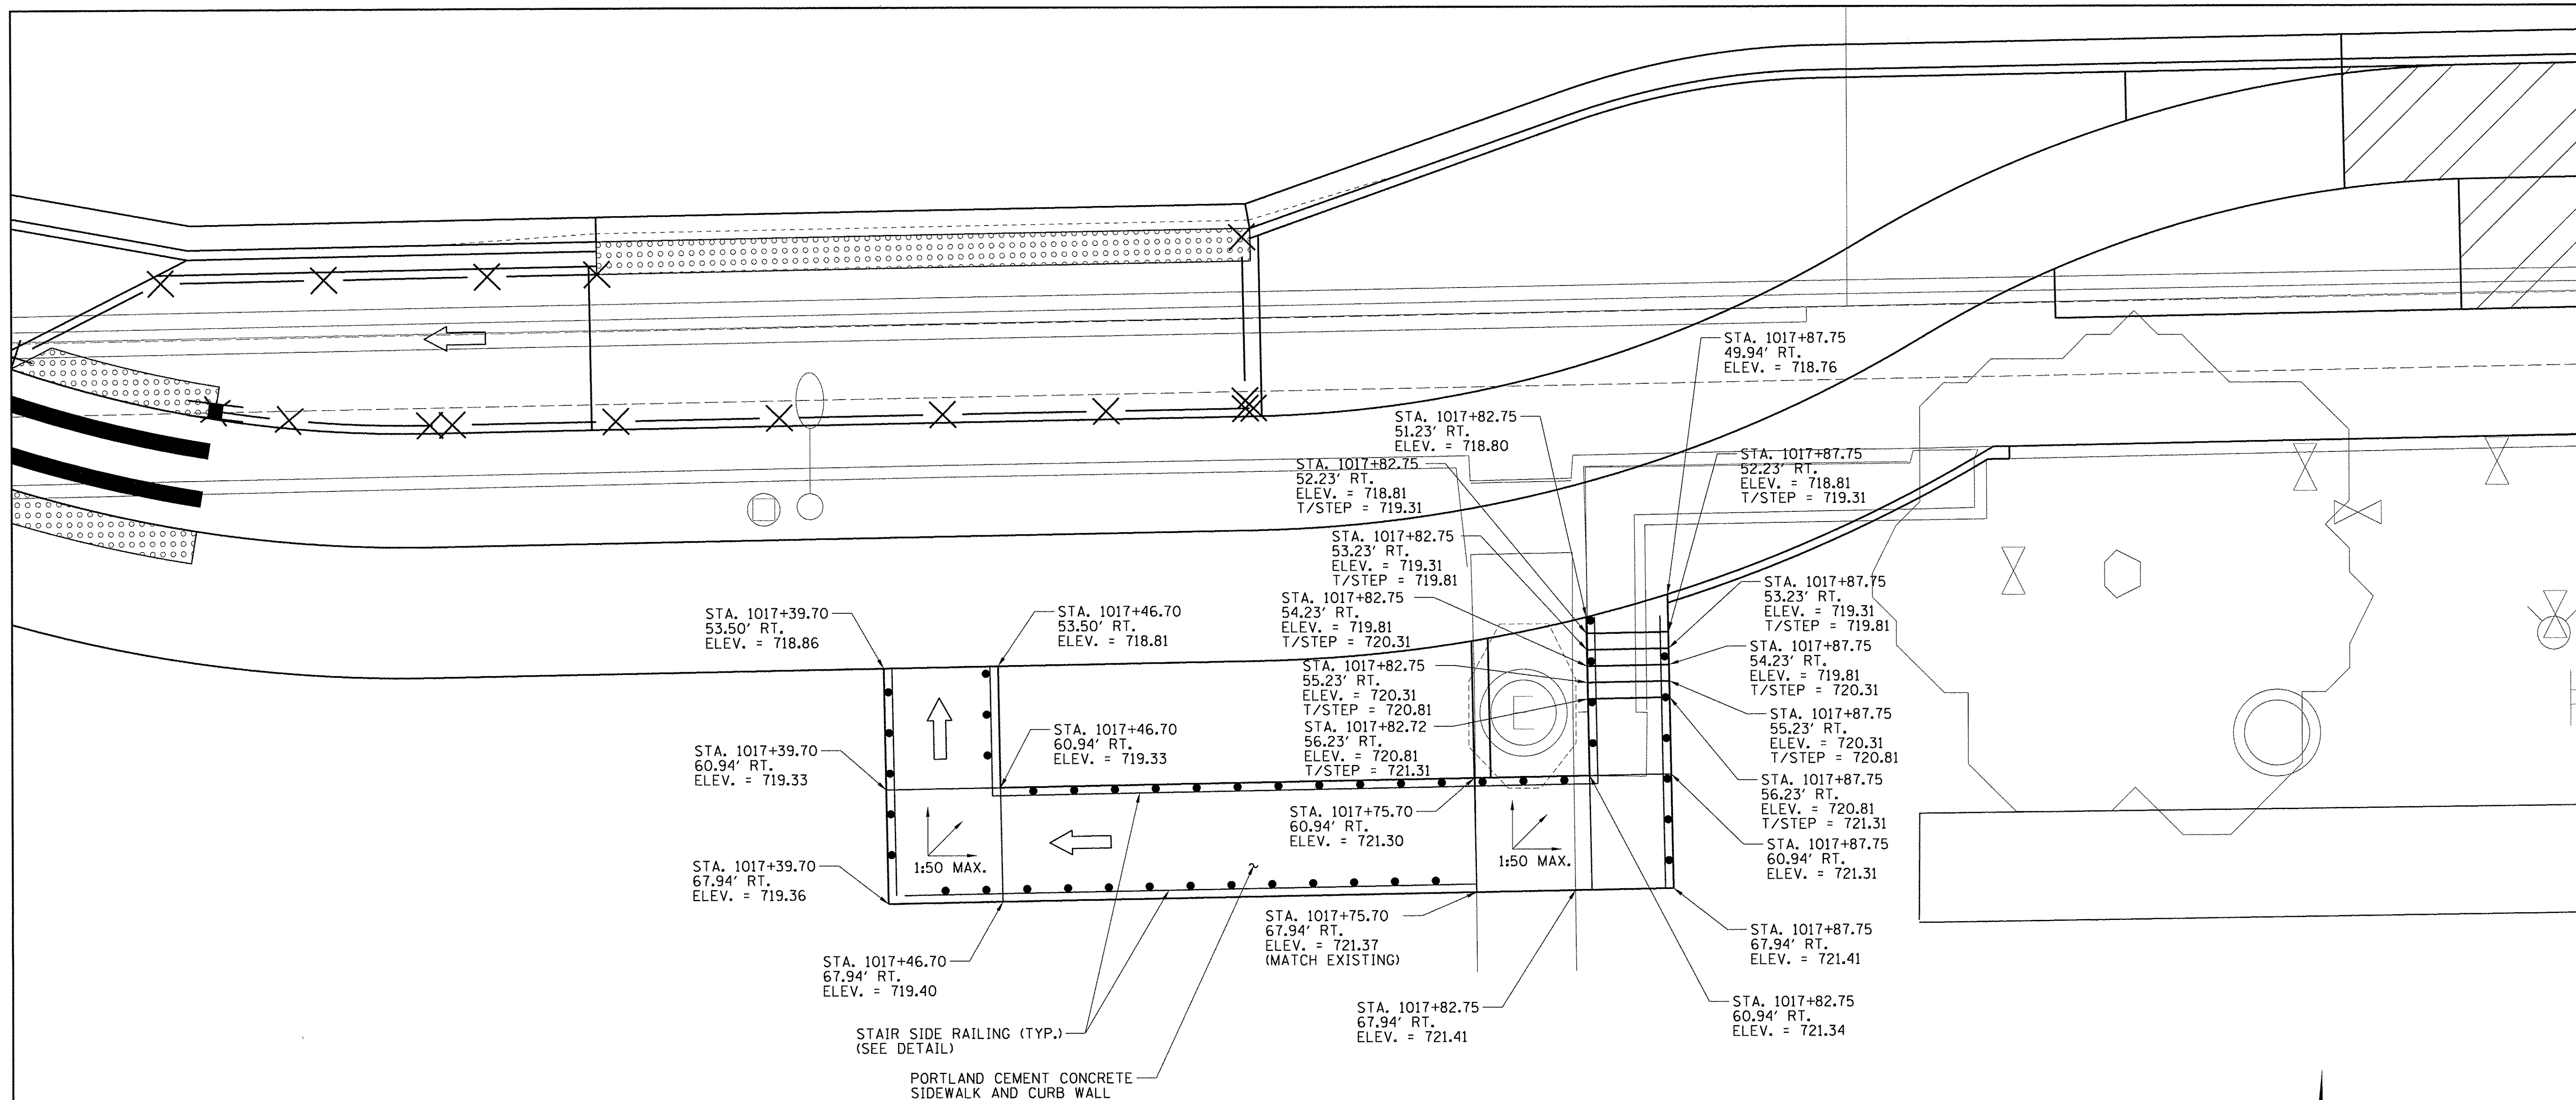 STA. 1017+87.75
49.94' RT.
ELEV. = 718.76
STA. 1017+82.75
51.23' RT.
ELEV. = 718.80
STA. 1017+82.75
52.23' RT.
ELEV. = 718.81
T/STEP = 719.31
STA. 1017+87.75
52.23' RT.
ELEV. = 718.81
T/STEP = 719.31
STA. 1017+82.75
53.23' RT.
ELEV. = 719.31
T/STEP = 719.81
STA. 1017+87.75
53.23' RT.
ELEV. = 719.31
T/STEP = 719.81
STA. 1017+82.75
54.23' RT.
ELEV. = 719.81
T/STEP = 720.31
STA. 1017+87.75
54.23' RT.
ELEV. = 719.81
T/STEP = 720.31
STA. 1017+39.70
53.50' RT.
ELEV. = 718.86
STA. 1017+46.70
53.50' RT.
ELEV. = 718.81
STA. 1017+82.75
55.23' RT.
ELEV. = 720.31
T/STEP = 720.81
STA. 1017+87.75
55.23' RT.
ELEV. = 720.31
T/STEP = 720.81
STA. 1017+82.72
56.23' RT.
ELEV. = 720.81
T/STEP = 721.31
STA. 1017+87.75
56.23' RT.
ELEV. = 720.81
T/STEP = 721.31
STA. 1017+39.70
60.94' RT.
ELEV. = 719.33
STA. 1017+46.70
60.94' RT.
ELEV. = 719.33
STA. 1017+75.70
60.94' RT.
ELEV. = 721.30
STA. 1017+87.75
60.94' RT.
ELEV. = 721.31
1:50 MAX.
1:50 MAX.
STA. 1017+39.70
67.94' RT.
ELEV. = 719.36
STA. 1017+75.70
67.94' RT.
ELEV. = 721.37
(MATCH EXISTING)
STA. 1017+87.75
67.94' RT.
ELEV. = 721.41
STA. 1017+46.70
67.94' RT.
ELEV. = 719.40
STA. 1017+82.75
67.94' RT.
ELEV. = 721.41
STA. 1017+82.75
60.94' RT.
ELEV. = 721.34
STAIR SIDE RAILING (TYP.)
(SEE DETAIL)
PORTLAND CEMENT CONCRETE
SIDEWALK AND CURB WALL